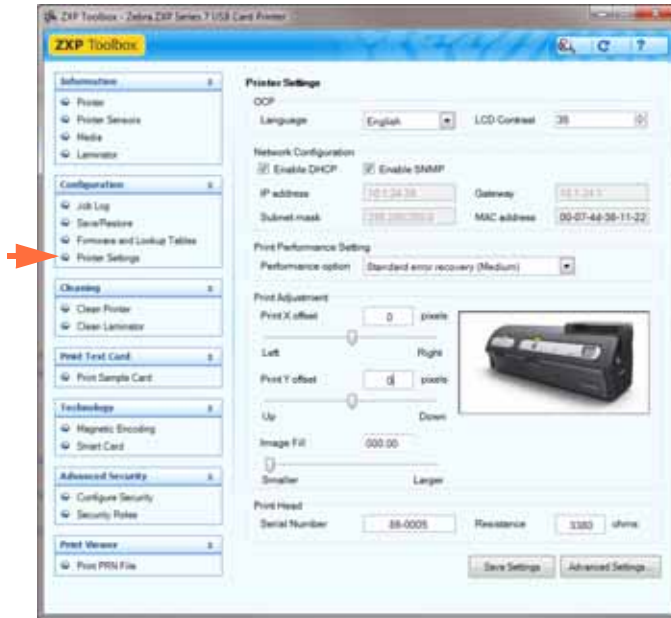 ZXP Toolbox - Zebra ZXP Series 7 USB Card Printer
ZXP Toolbox
?
Information
Printer
Printer Sensors
Media
Laminator
Configuration
Job Log
Save/Restore
Firmware and Lookup Tables
Printer Settings
Cleaning
Clean Printer
Clean Laminator
Print Test Card
Print Sample Card
Technology
Magnetic Encoding
Smart Card
Advanced Security
Configure Security
Security Roles
Print Viewer
Print PRN File
Printer Settings
OCP
Language English LCD Contrast
Network Configuration
Enable DHCP Enable SNMP
IP address Gateway
Subnet mask MAC address 00-07-4d-36-11-22
Print Performance Setting
Performance option Standard error recovery (Medium)
Print Adjustment
Print X offset 0 pixels
Left Right
Print Y offset 0 pixels
Up Down
Image Fill 000.00
Smaller Larger
Print Head
Serial Number 86-0005 Resistance 3380 ohms
Save Settings Advanced Settings...